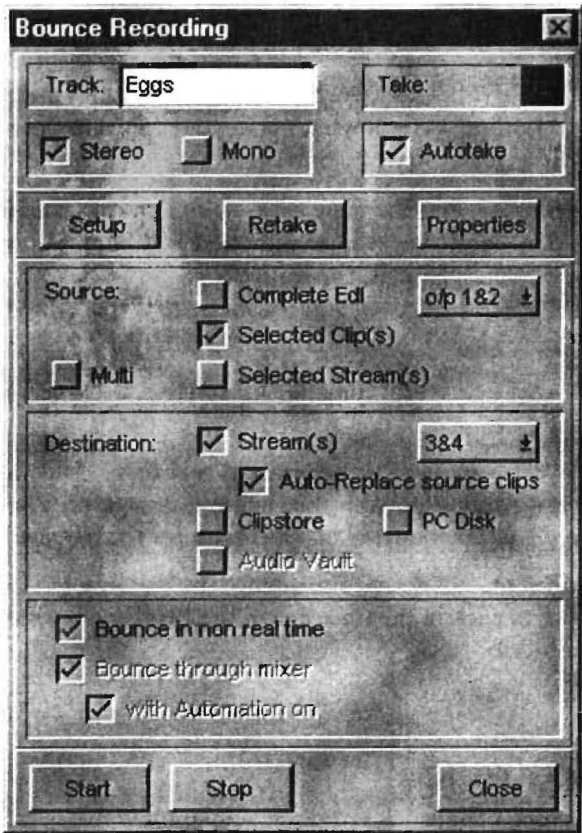 Bounce Recording
Track: Eggs Take:
Stereo Mono Autotake
Setup Retake Properties
Source: Complete Edl o/p 1&2
Selected Clip(s)
Multi Selected Stream(s)
Destination: Stream(s) 3&4
Auto-Replace source clips
Clipstore PC Disk
Audio Vault
Bounce in non real time
Bounce through mixer
with Automation on
Start Stop Close